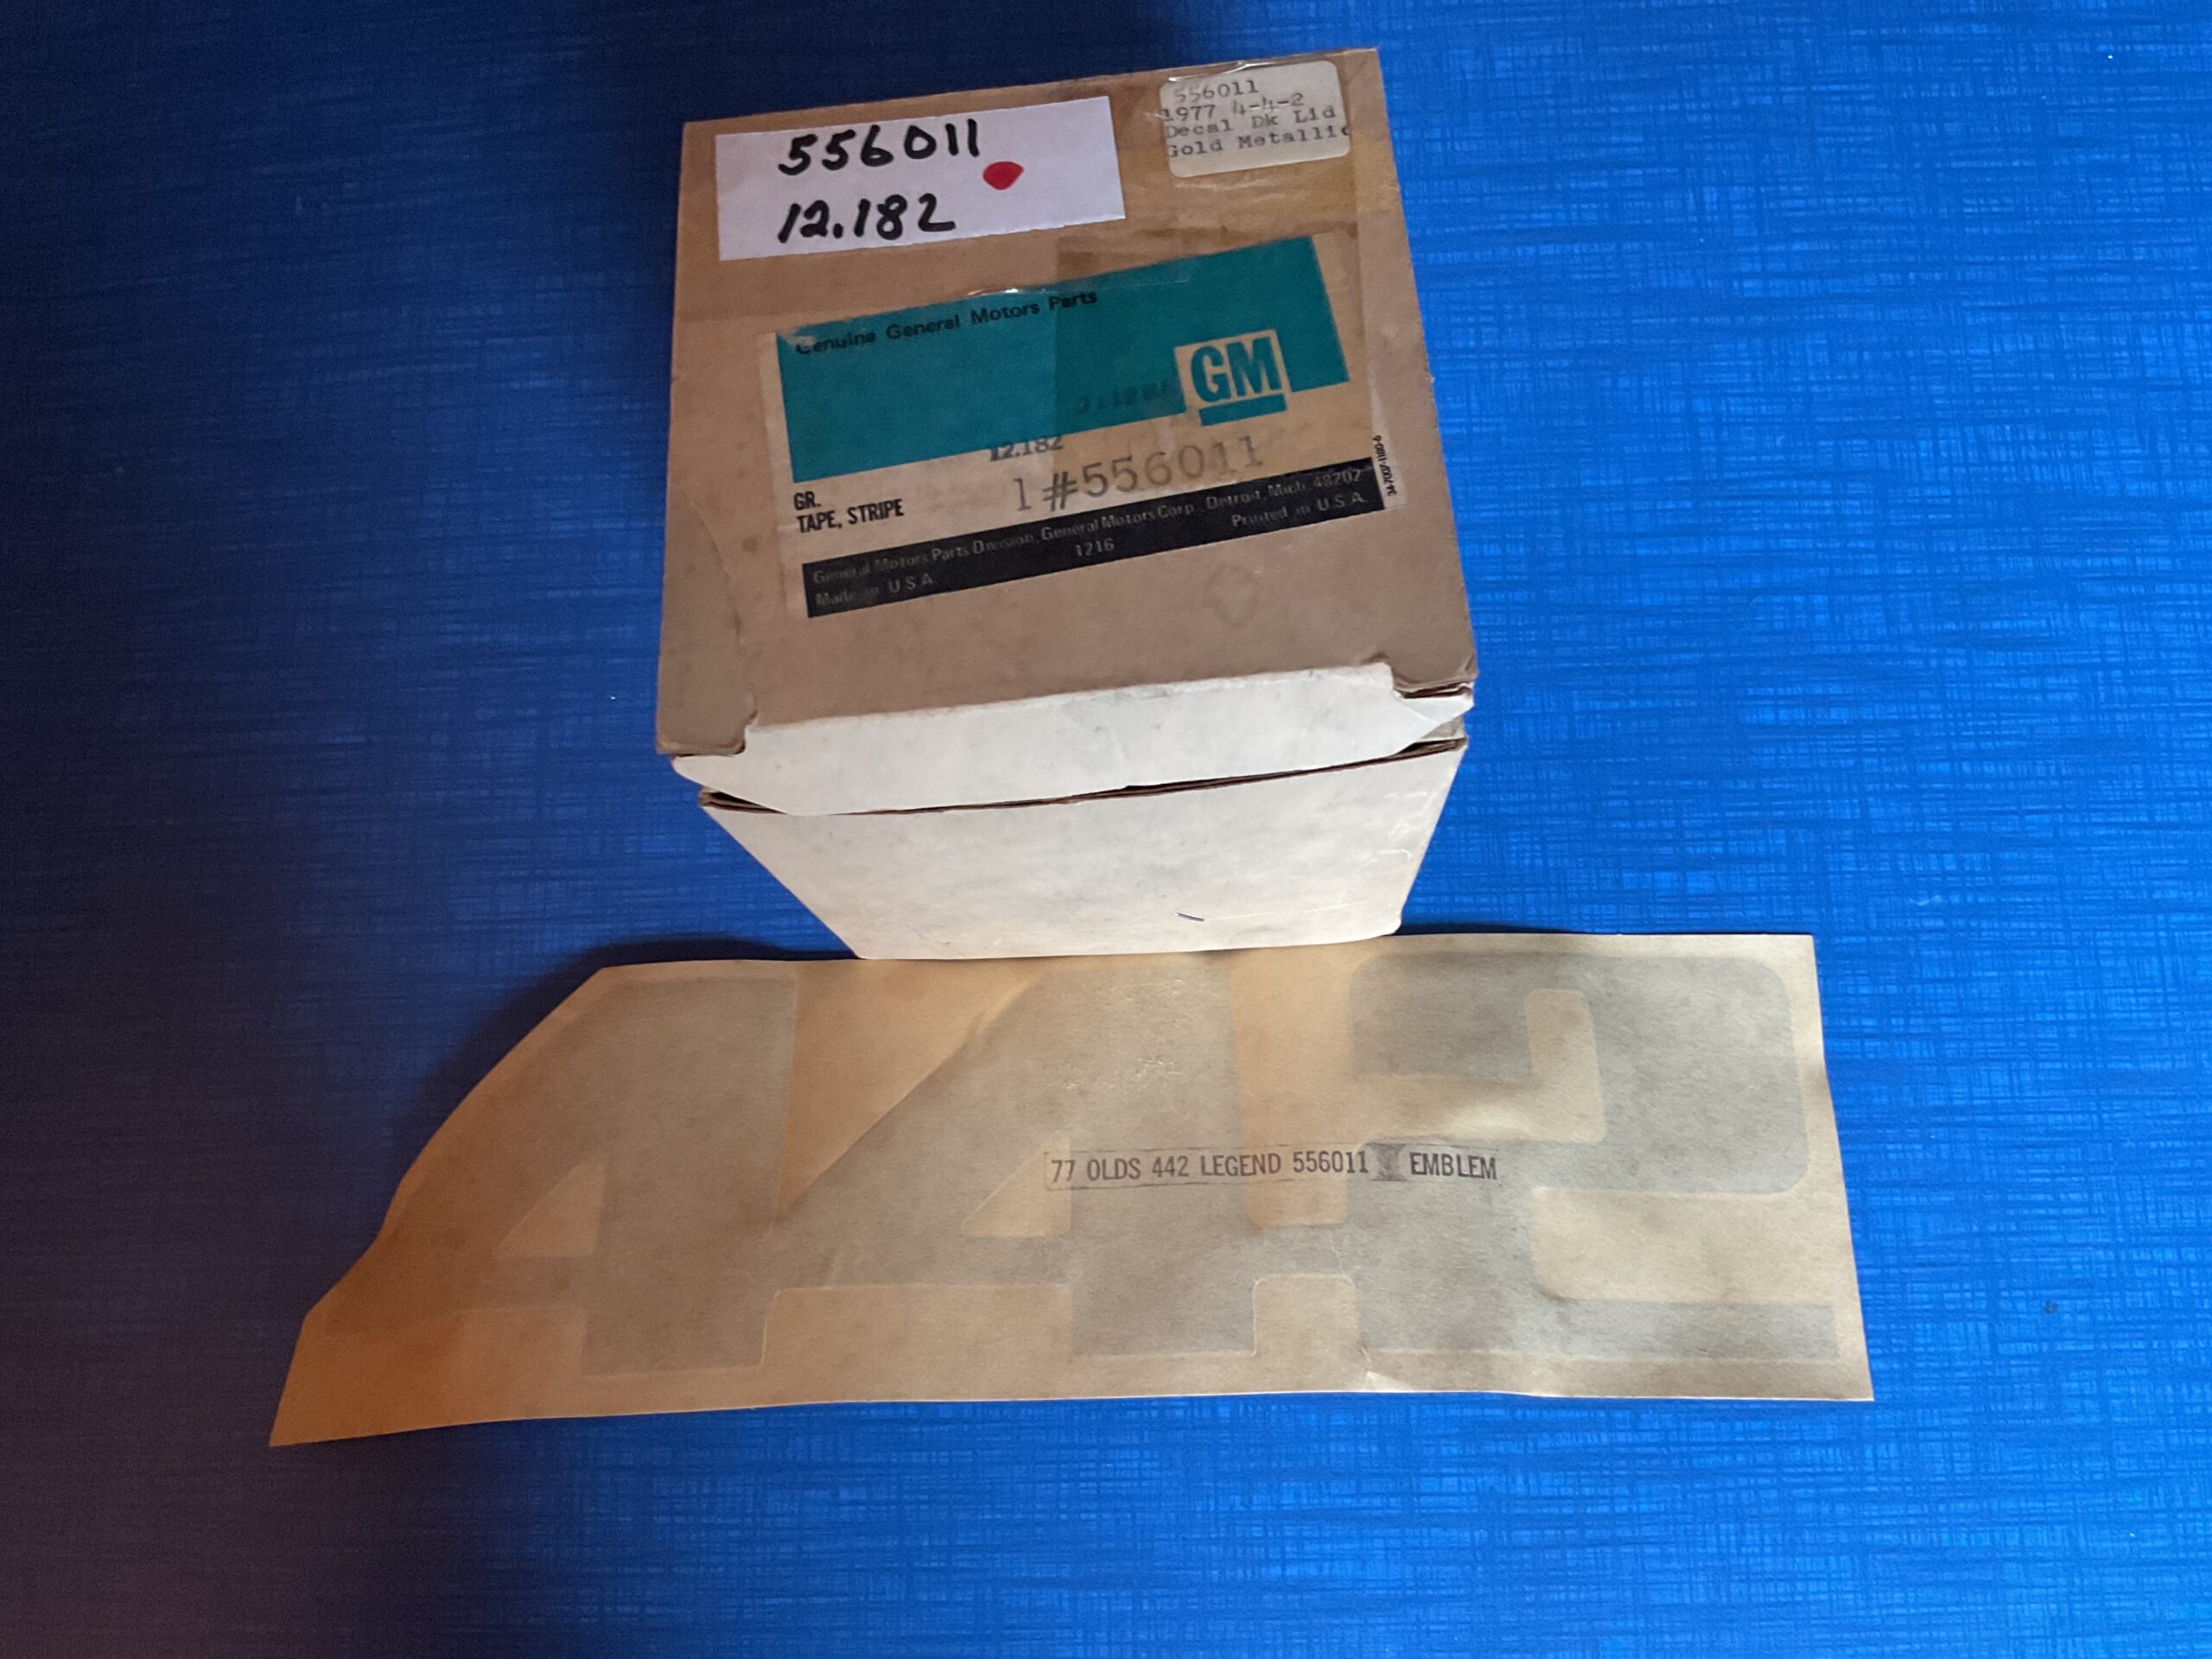 556011
12.182
556011
1977 4-4-2
Decal Dk Lid
Gold Metallic
Genuine General Motors Parts
GM
12.182
1#556011
GR.
TAPE, STRIPE
General Motors Parts Division, General Motors Corp., Detroit, Mich. 48202
1216
Made in U.S.A.
Printed in U.S.A.
442
77 OLDS 442 LEGEND 556011 EMBLEM